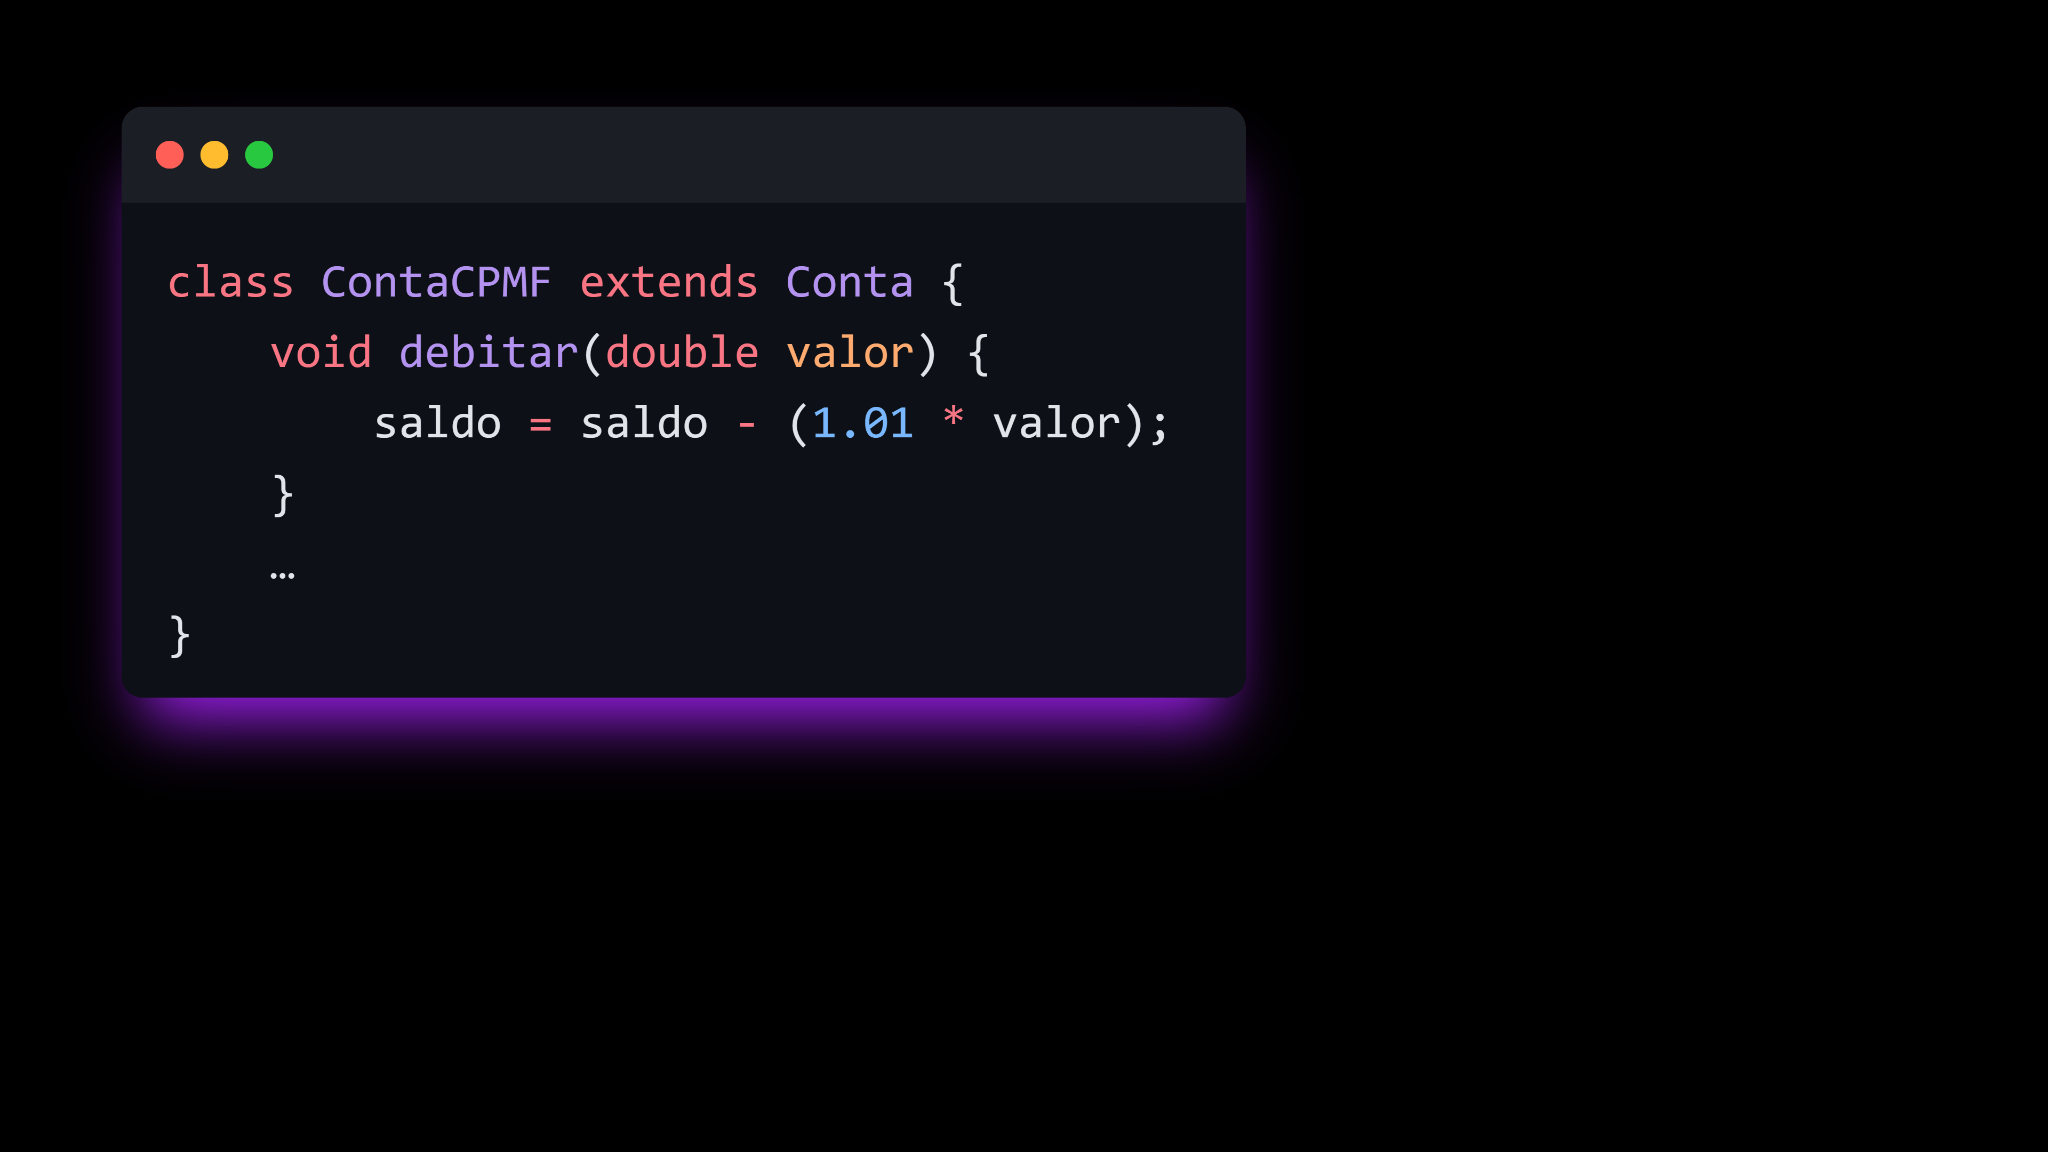 class ContaCPMF extends Conta {
    void debitar(double valor) {
        saldo = saldo - (1.01 * valor);
    }
    …
}